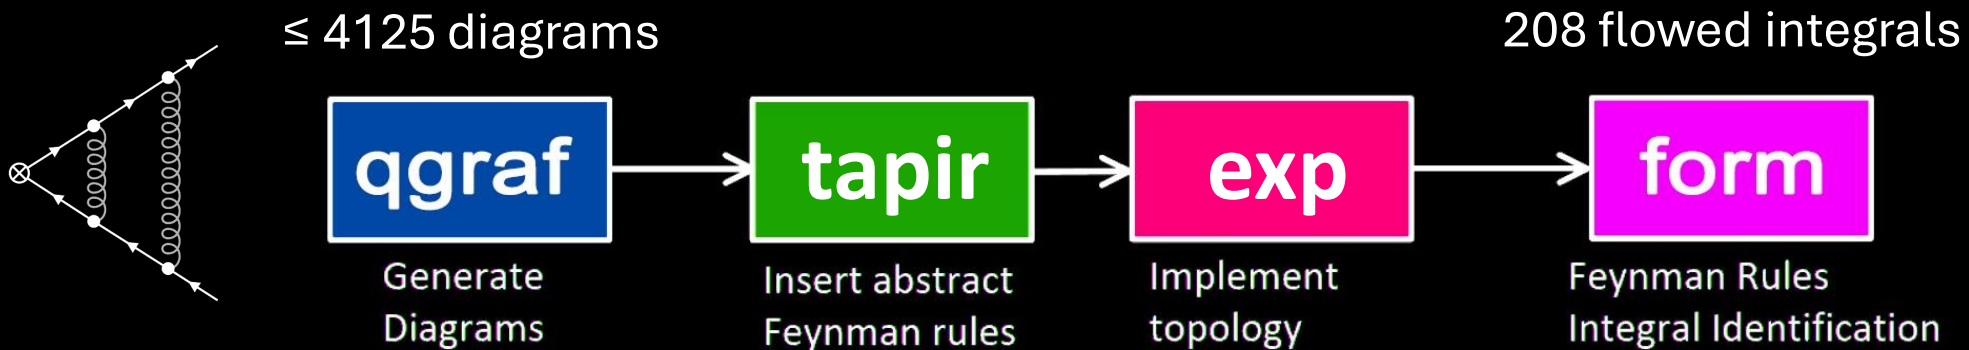 ≤ 4125 diagrams
208 flowed integrals
qgraf
tapir
exp
form
Generate
Diagrams
Insert abstract
Feynman rules
Implement
topology
Feynman Rules
Integral Identification